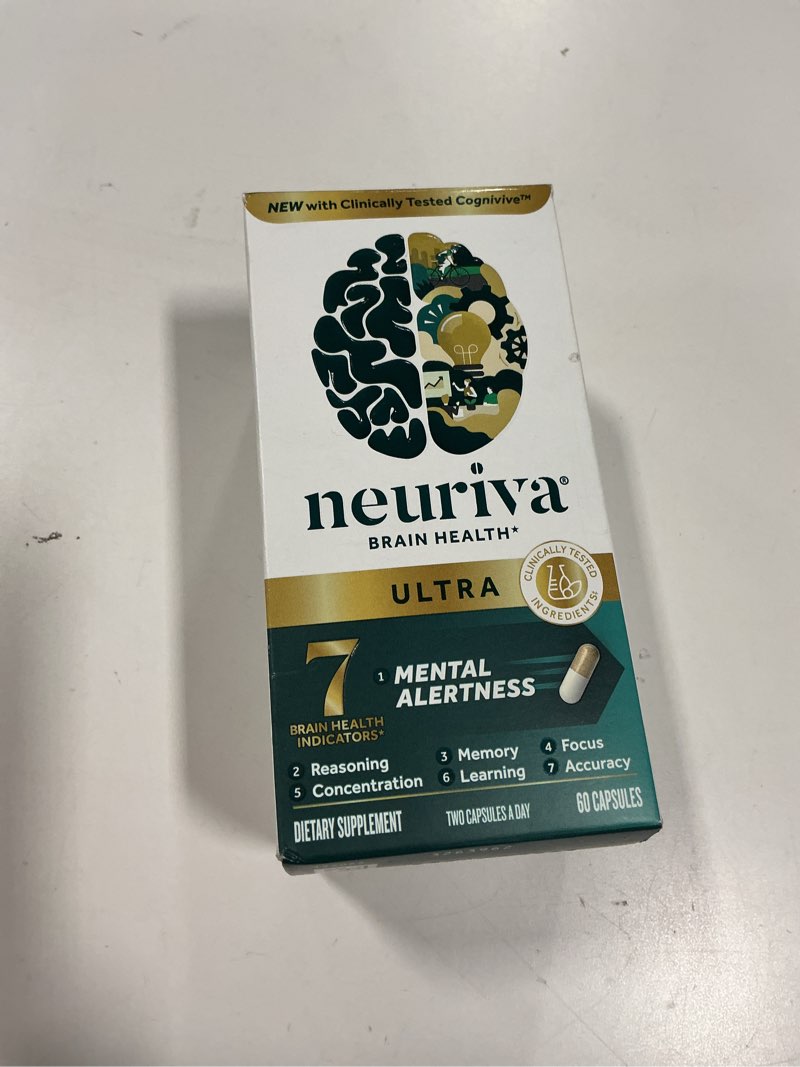 NEW with Clinically Tested Cognivive™
neuriva®
BRAIN HEALTH*
ULTRA
CLINICALLY TESTED
INGREDIENTS‡
7
BRAIN HEALTH
INDICATORS*
1 MENTAL
ALERTNESS
2 Reasoning
3 Memory
4 Focus
5 Concentration
6 Learning
7 Accuracy
DIETARY SUPPLEMENT
TWO CAPSULES A DAY
60 CAPSULES